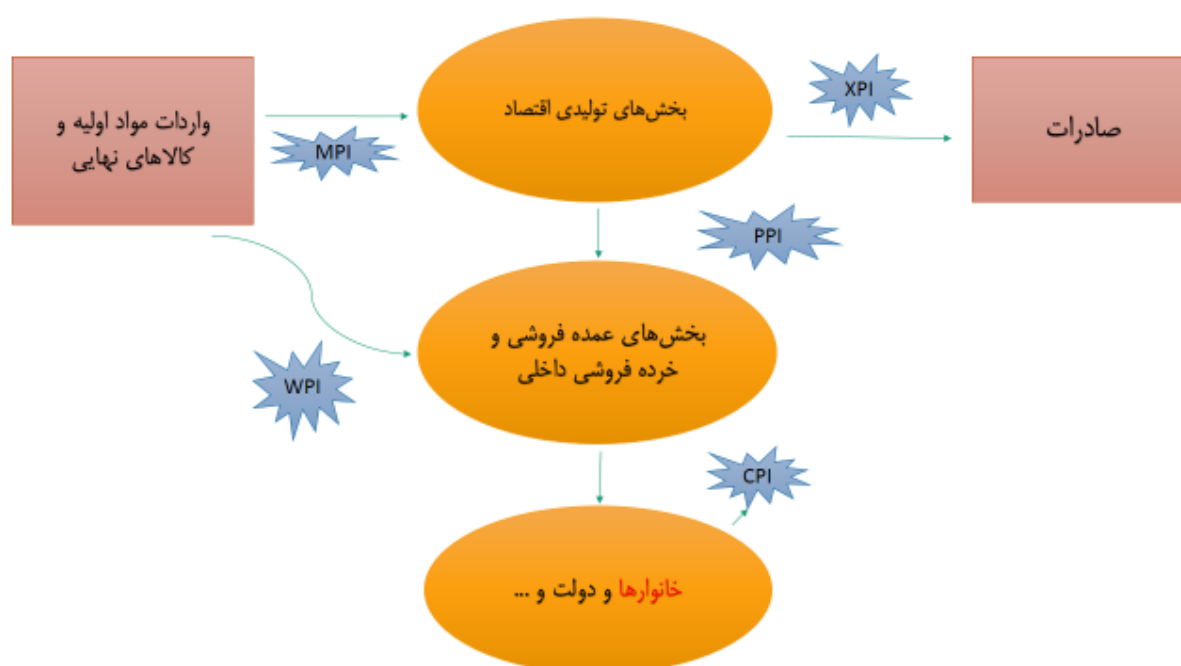 واردات مواد اولیه و
کالاهای نهایی
MPI
بخش‌های تولیدی اقتصاد
XPI
صادرات
PPI
بخش‌های عمده فروشی و
خرده فروشی داخلی
WPI
CPI
خانوارها و دولت و ...